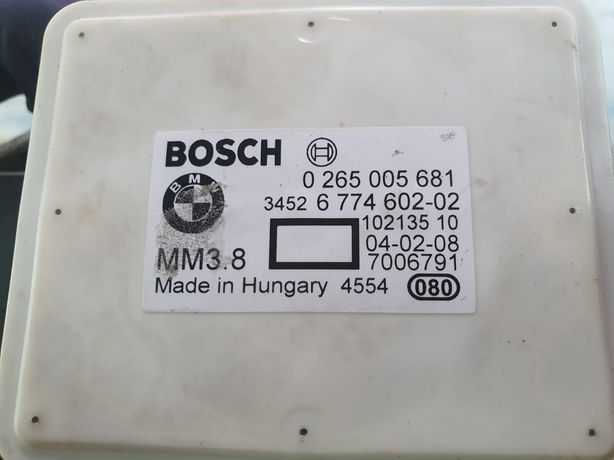 BOSCH
0 265 005 681
BMW
3452 6 774 602-02
102135 10
04-02-08
MM3.8 7006791
Made in Hungary 4554 080